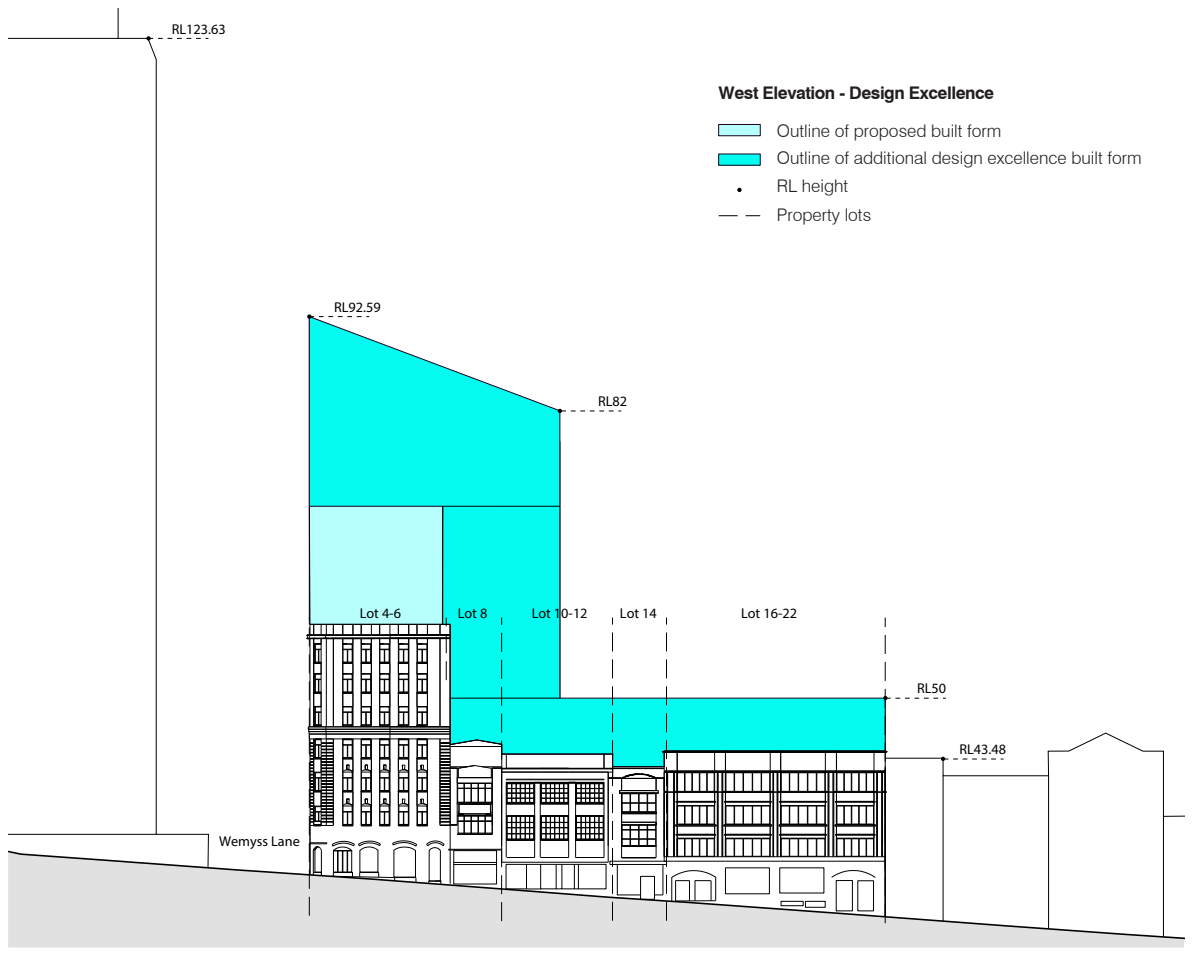 RL123.63
West Elevation - Design Excellence
Outline of proposed built form
Outline of additional design excellence built form
RL height
Property lots
RL92.59
RL82
Lot 4-6
Lot 8
Lot 10-12
Lot 14
Lot 16-22
RL50
RL43.48
Wemyss Lane